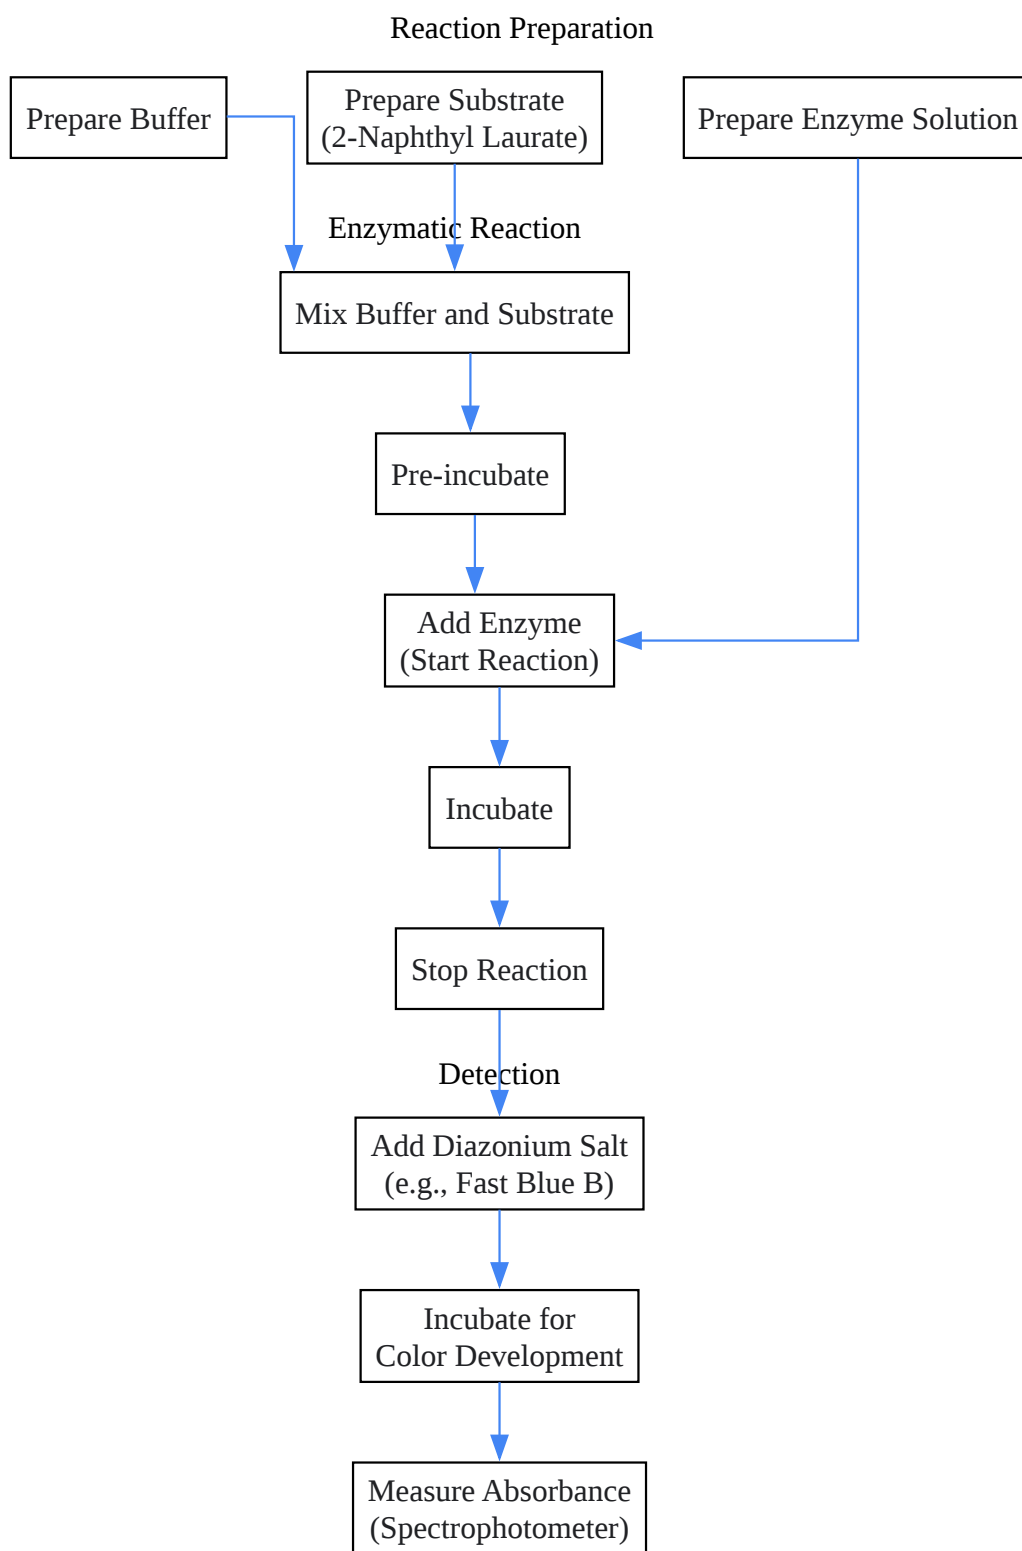 Reaction Preparation
Prepare Buffer
Prepare Substrate
(2-Naphthyl Laurate)
Prepare Enzyme Solution
Enzymatic Reaction
Mix Buffer and Substrate
Pre-incubate
Add Enzyme
(Start Reaction)
Incubate
Stop Reaction
Detection
Add Diazonium Salt
(e.g., Fast Blue B)
Incubate for
Color Development
Measure Absorbance
(Spectrophotometer)